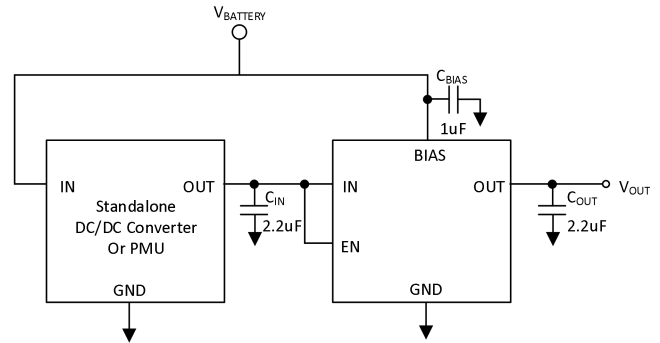 VBATTERY
CBIAS
1uF
BIAS
IN
OUT
Standalone
DC/DC Converter
Or PMU
GND
CIN
2.2uF
IN
EN
OUT
GND
COUT
2.2uF
VOUT